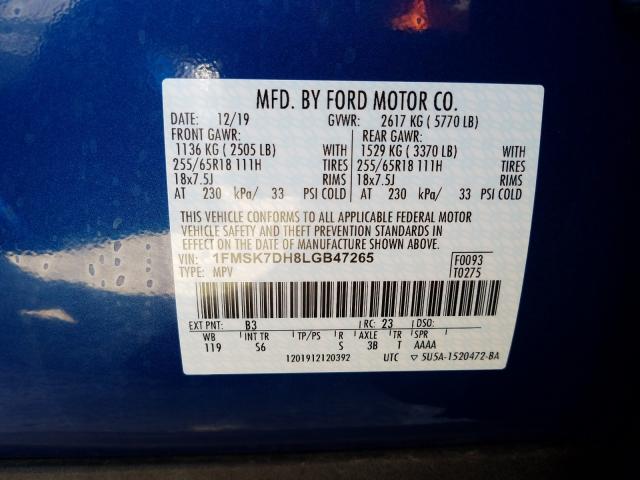 MFD. BY FORD MOTOR CO.
DATE: 12/19 GVWR: 2617 KG ( 5770 LB)
FRONT GAWR: REAR GAWR:
1136 KG ( 2505 LB) WITH 1529 KG ( 3370 LB) WITH
255/65R18 111H TIRES 255/65R18 111H TIRES
18x7.5J RIMS 18x7.5J RIMS
AT 230 kPa/ 33 PSI COLD AT 230 kPa/ 33 PSI COLD
THIS VEHICLE CONFORMS TO ALL APPLICABLE FEDERAL MOTOR
VEHICLE SAFETY AND THEFT PREVENTION STANDARDS IN
EFFECT ON THE DATE OF MANUFACTURE SHOWN ABOVE.
VIN: 1FMSK7DH8LGB47265 F0093
TYPE: MPV T0275
EXT PNT: B3 RC: 23 DSO:
WB INT TR TP/PS R AXLE TR SPR
119 S6 S 3B T AAAA
1201912120392 UTC ▽ 5U5A-1520472-BA